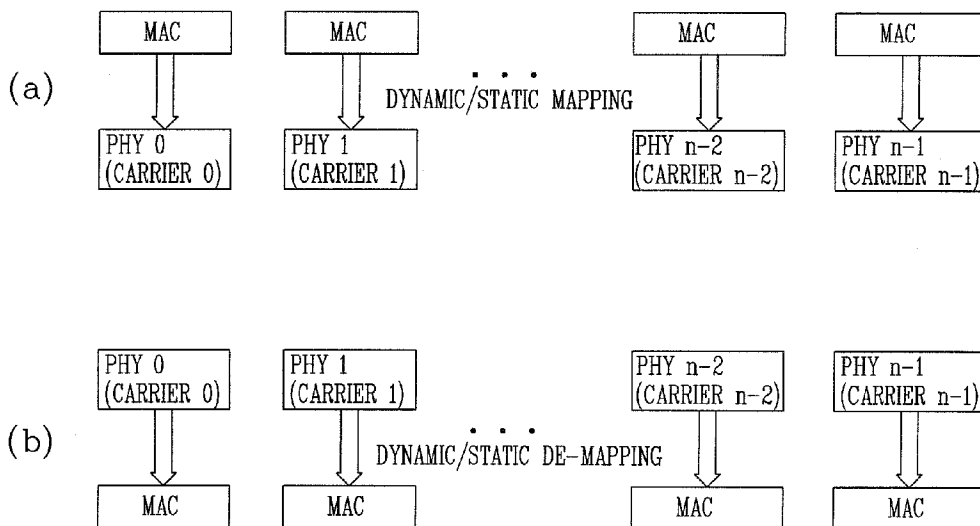 MAC MAC MAC MAC
(a)
. . .
DYNAMIC/STATIC MAPPING
PHY 0 PHY 1 PHY n-2 PHY n-1
(CARRIER 0) (CARRIER 1) (CARRIER n-2) (CARRIER n-1)
PHY 0 PHY 1 PHY n-2 PHY n-1
(CARRIER 0) (CARRIER 1) (CARRIER n-2) (CARRIER n-1)
(b)
. . .
DYNAMIC/STATIC DE-MAPPING
MAC MAC MAC MAC